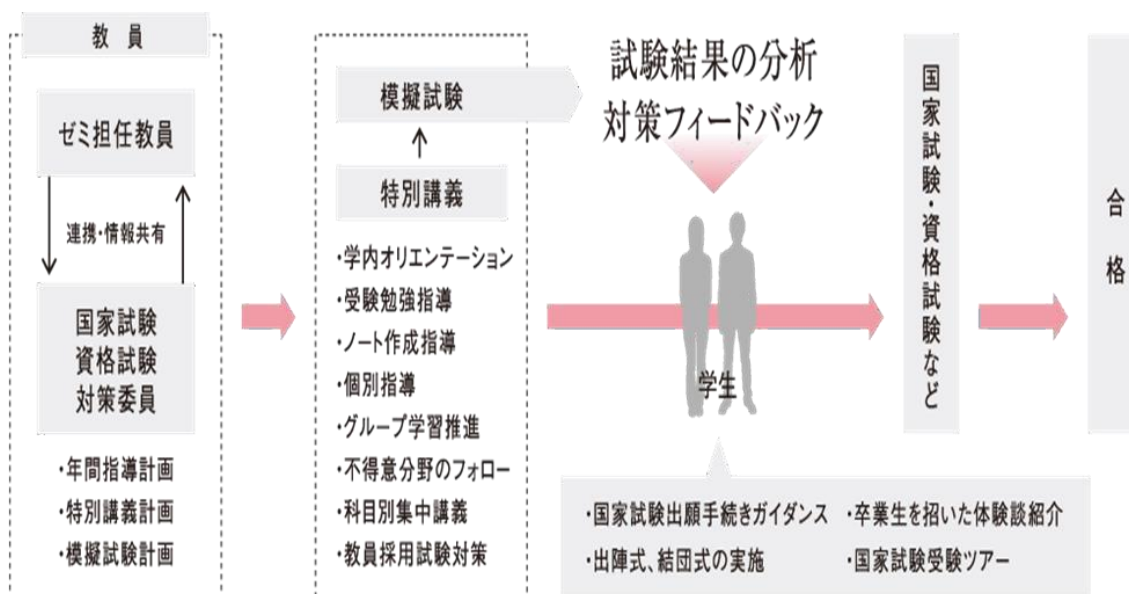 教 員
ゼミ担任教員
連携・情報共有
国家試験
資格試験
対策委員
・年間指導計画
・特別講義計画
・模擬試験計画
模擬試験
特別講義
・学内オリエンテーション
・受験勉強指導
・ノート作成指導
・個別指導
・グループ学習推進
・不得意分野のフォロー
・科目別集中講義
・教員採用試験対策
試験結果の分析
対策フィードバック
学生
・国家試験出願手続きガイダンス
・出陣式、結団式の実施
・卒業生を招いた体験談紹介
・国家試験受験ツアー
国家試験・資格試験など
合格